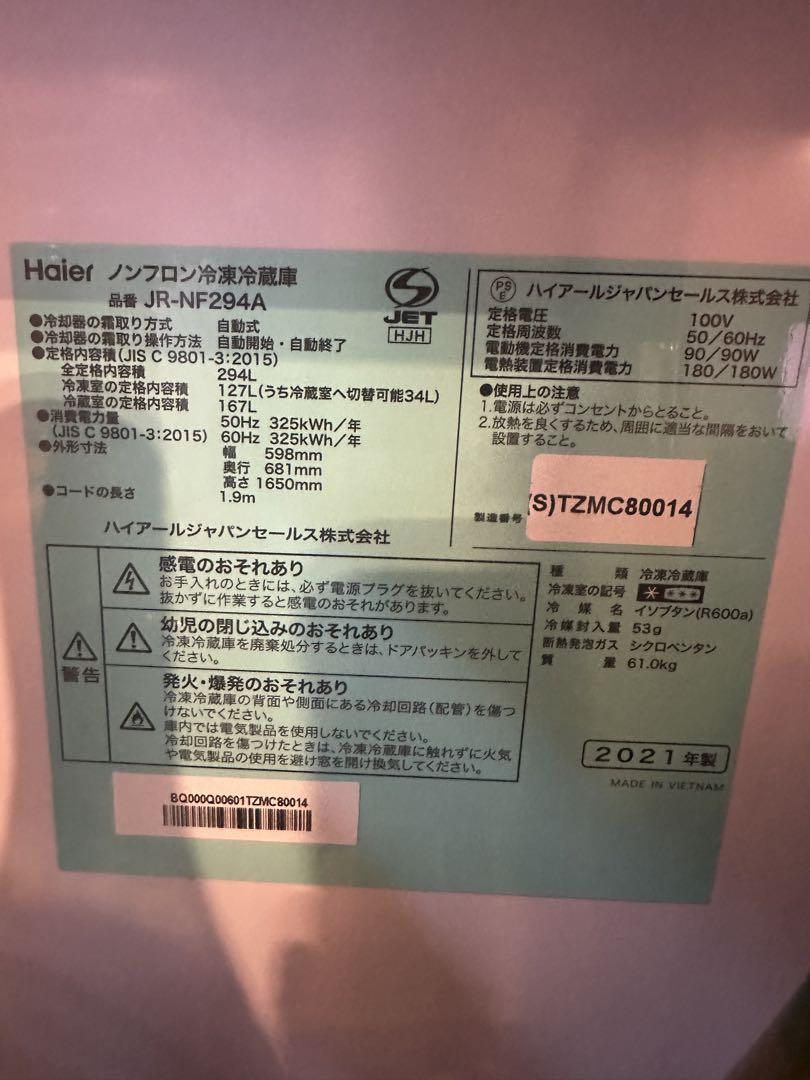 Haier ノンフロン冷凍冷蔵庫
品番 JR-NF294A
S
JET
HJH
●冷却器の霜取り方式 自動式
●冷却器の霜取り操作方法 自動開始・自動終了
●定格内容積(JIS C 9801-3:2015)
全定格内容積 294L
冷凍室の定格内容積 127L(うち冷蔵室へ切替可能34L)
冷蔵室の定格内容積 167L
●消費電力量 50Hz 325kWh/年
(JIS C 9801-3:2015) 60Hz 325kWh/年
●外形寸法 幅 598mm
奥行 681mm
高さ 1650mm
●コードの長さ 1.9m
ハイアールジャパンセールス株式会社
PSE ハイアールジャパンセールス株式会社
定格電圧 100V
定格周波数 50/60Hz
電動機定格消費電力 90/90W
電熱装置定格消費電力 180/180W
●使用上の注意
1.電源は必ずコンセントからとること。
2.放熱を良くするため、周囲に適当な間隔をおいて
設置すること。
製造番号 (S)TZMC80014
警告
感電のおそれあり
お手入れのときには、必ず電源プラグを抜いてください。
抜かずに作業すると感電のおそれがあります。
幼児の閉じ込みのおそれあり
冷凍冷蔵庫を廃棄処分するときは、ドアパッキンを外して
ください。
発火・爆発のおそれあり
冷凍冷蔵庫の背面や側面にある冷却回路(配管)を傷つ
けないでください。
庫内では電気製品を使用しないでください。
冷却回路を傷つけたときは、冷凍冷蔵庫に触れずに火気
や電気製品の使用を避け窓を開け換気してください。
種類 冷凍冷蔵庫
冷凍室の記号
冷媒名 イソブタン(R600a)
冷媒封入量 53g
断熱発泡ガス シクロペンタン
質量 61.0kg
2021年製
MADE IN VIETNAM
BQ000Q00601TZMC80014